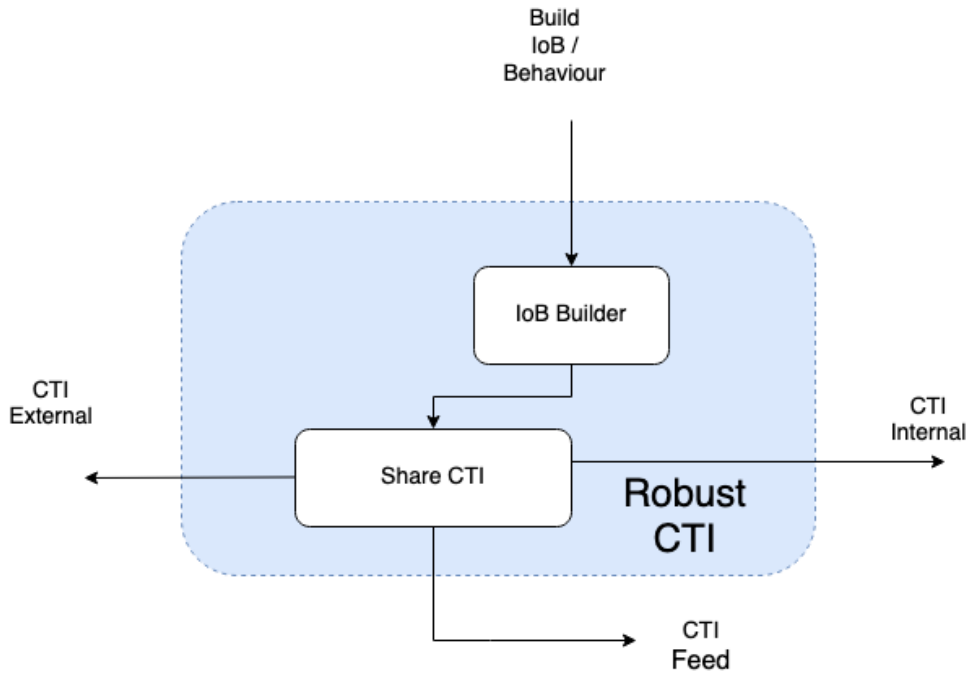 Build
IoB /
Behaviour
IoB Builder
CTI
External
CTI
Internal
Share CTI
Robust
CTI
CTI
Feed